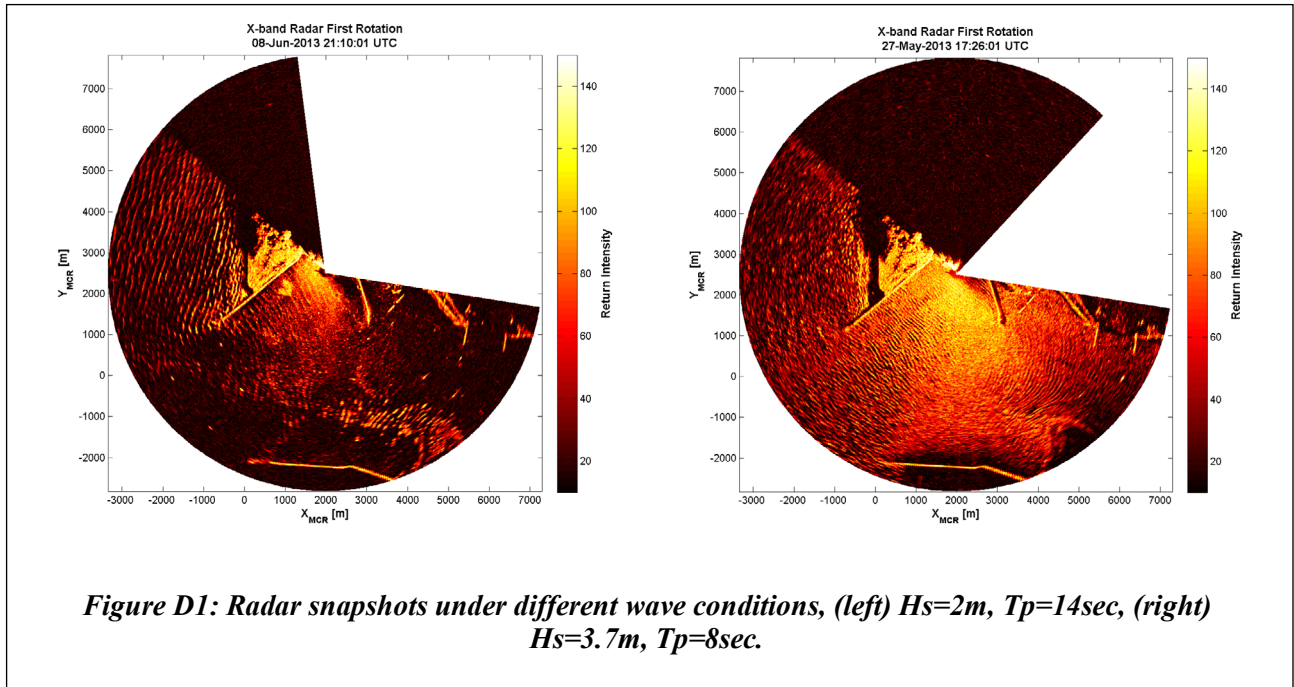 X-band Radar First Rotation
08-Jun-2013 21:10:01 UTC
7000
6000
5000
4000
3000
2000
1000
0
-1000
-2000
Y_MCR [m]
-3000 -2000 -1000 0 1000 2000 3000 4000 5000 6000 7000
X_MCR [m]
140
120
100
80
60
40
20
Return Intensity
X-band Radar First Rotation
27-May-2013 17:26:01 UTC
7000
6000
5000
4000
3000
2000
1000
0
-1000
-2000
Y_MCR [m]
-3000 -2000 -1000 0 1000 2000 3000 4000 5000 6000 7000
X_MCR [m]
140
120
100
80
60
40
20
Return Intensity
Figure D1: Radar snapshots under different wave conditions, (left) Hs=2m, Tp=14sec, (right)
Hs=3.7m, Tp=8sec.